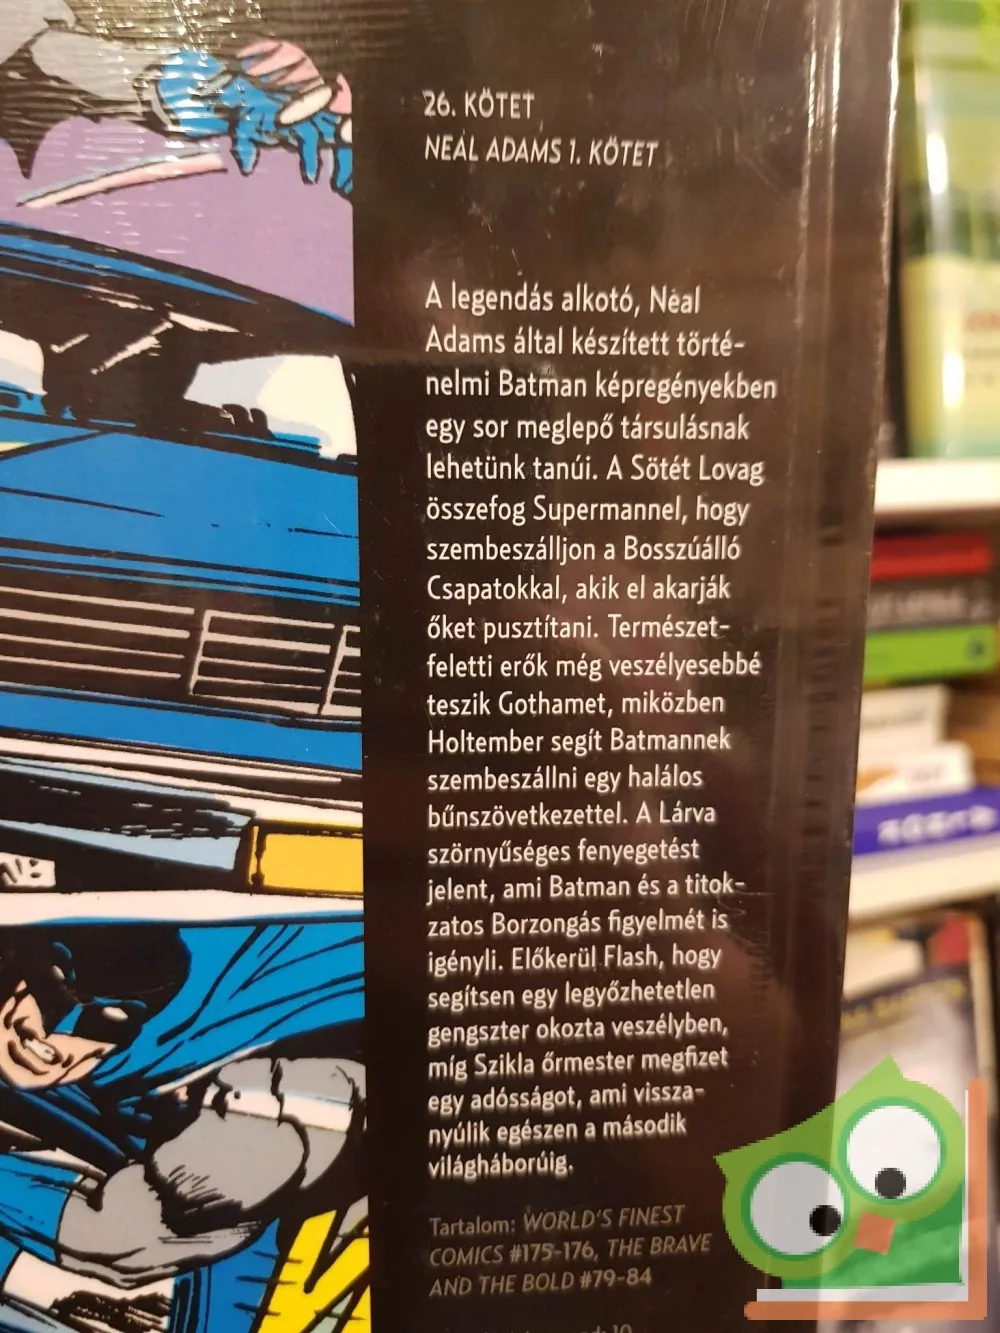 26. KÖTET
NEAL ADAMS 1. KÖTET
A legendás alkotó, Neal
Adams által készített törté-
nelmi Batman képregényekben
egy sor meglepő társulásnak
lehetünk tanúi. A Sötét Lovag
összefog Supermannel, hogy
szembeszálljon a Bosszúálló
Csapatokkal, akik el akarják
őket pusztítani. Természet-
feletti erők még veszélyesebbé
teszik Gothamet, miközben
Holtember segít Batmannek
szembeszállni egy halálos
bűnszövetkezettel. A Lárva
szörnyűséges fenyegetést
jelent, ami Batman és a titok-
zatos Borzongás figyelmét is
igényli. Előkerül Flash, hogy
segítsen egy legyőzhetetlen
gengszter okozta veszélyben,
míg Szikla őrmester megfizet
egy adósságot, ami vissza-
nyúlik egészen a második
világháborúig.
Tartalom: WORLD'S FINEST
COMICS #175-176, THE BRAVE
AND THE BOLD #79-84